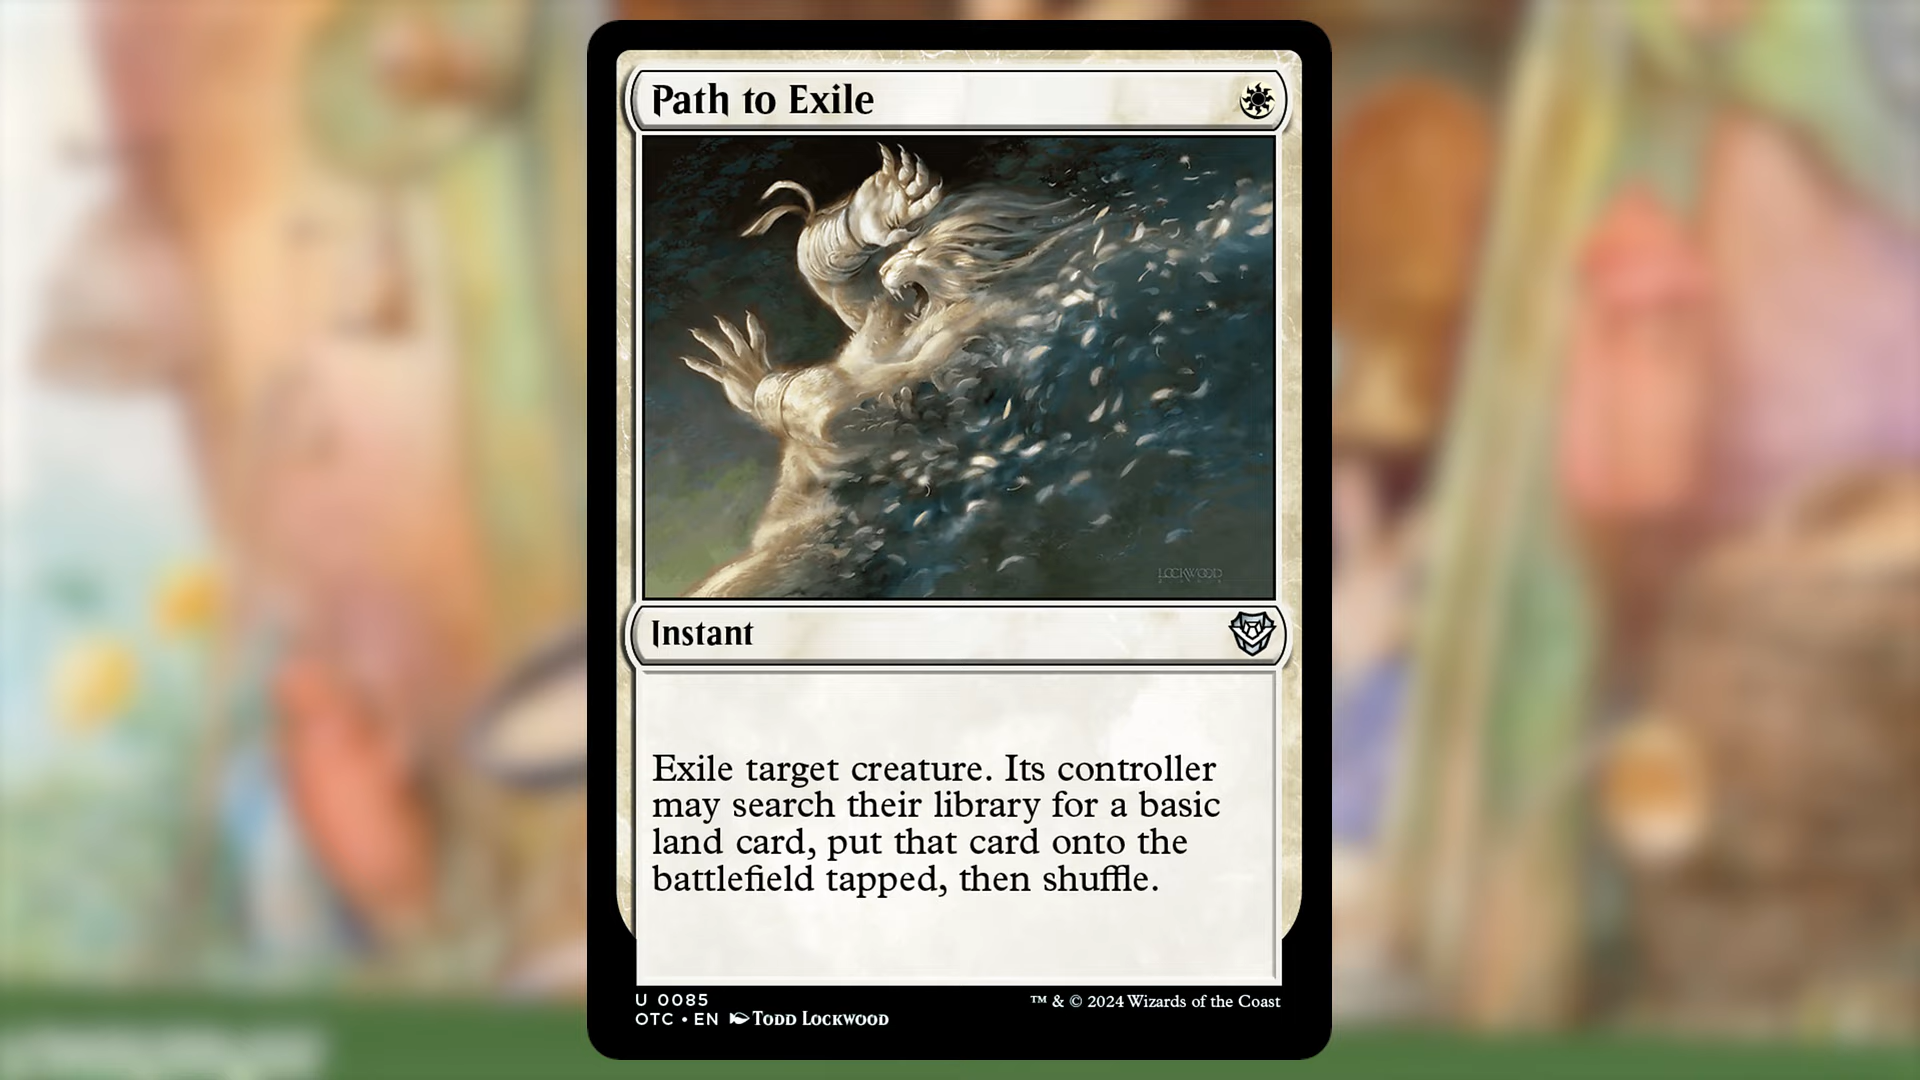 Path to Exile
LOCKWOOD
Instant
Exile target creature. Its controller
may search their library for a basic
land card, put that card onto the
battlefield tapped, then shuffle.
U 0085
OTC • EN Todd Lockwood
™ & © 2024 Wizards of the Coast